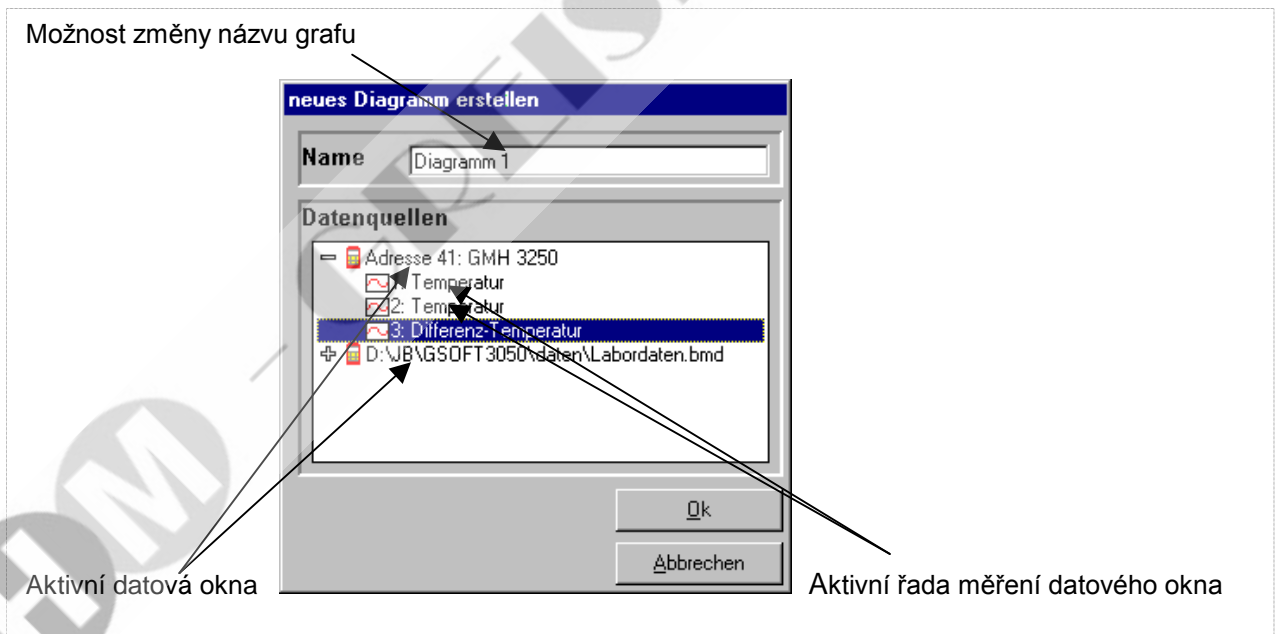 Možnost změny názvu grafu
neues Diagramm erstellen
Name
Diagramm 1
Datenquellen
Adresse 41: GMH 3250
Temperatur
2: Temperatur
3: Differenz-Temperatur
D:\JB\GSOFT3050\daten\Labordaten.bmd
Ok
Abbrechen
Aktivní datová okna
Aktivní řada měření datového okna